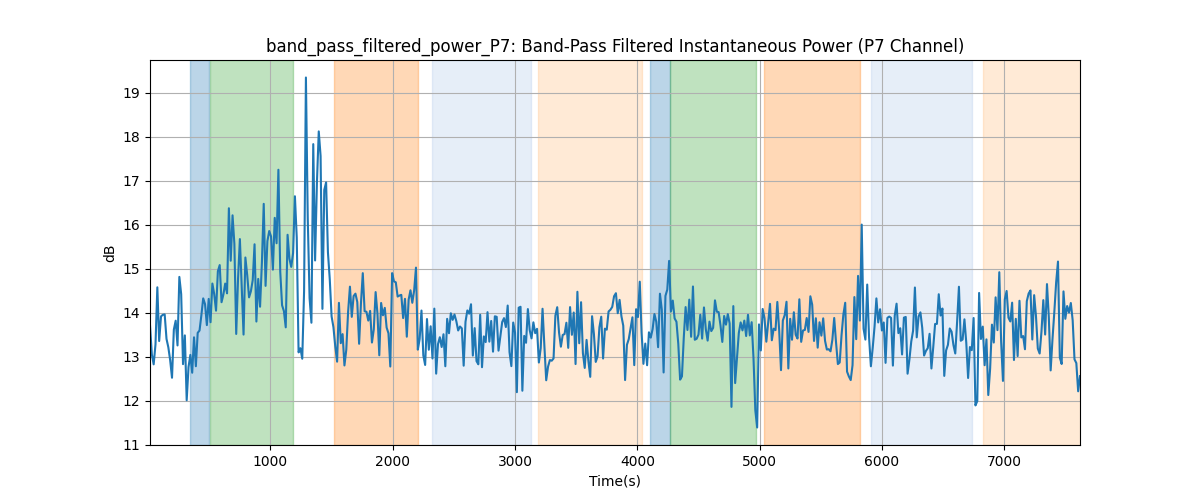 band_pass_filtered_power_P7: Band-Pass Filtered Instantaneous Power (P7 Channel)
19
18
17
16
15
14
13
12
11
dB
1000 2000 3000 4000 5000 6000 7000
Time(s)